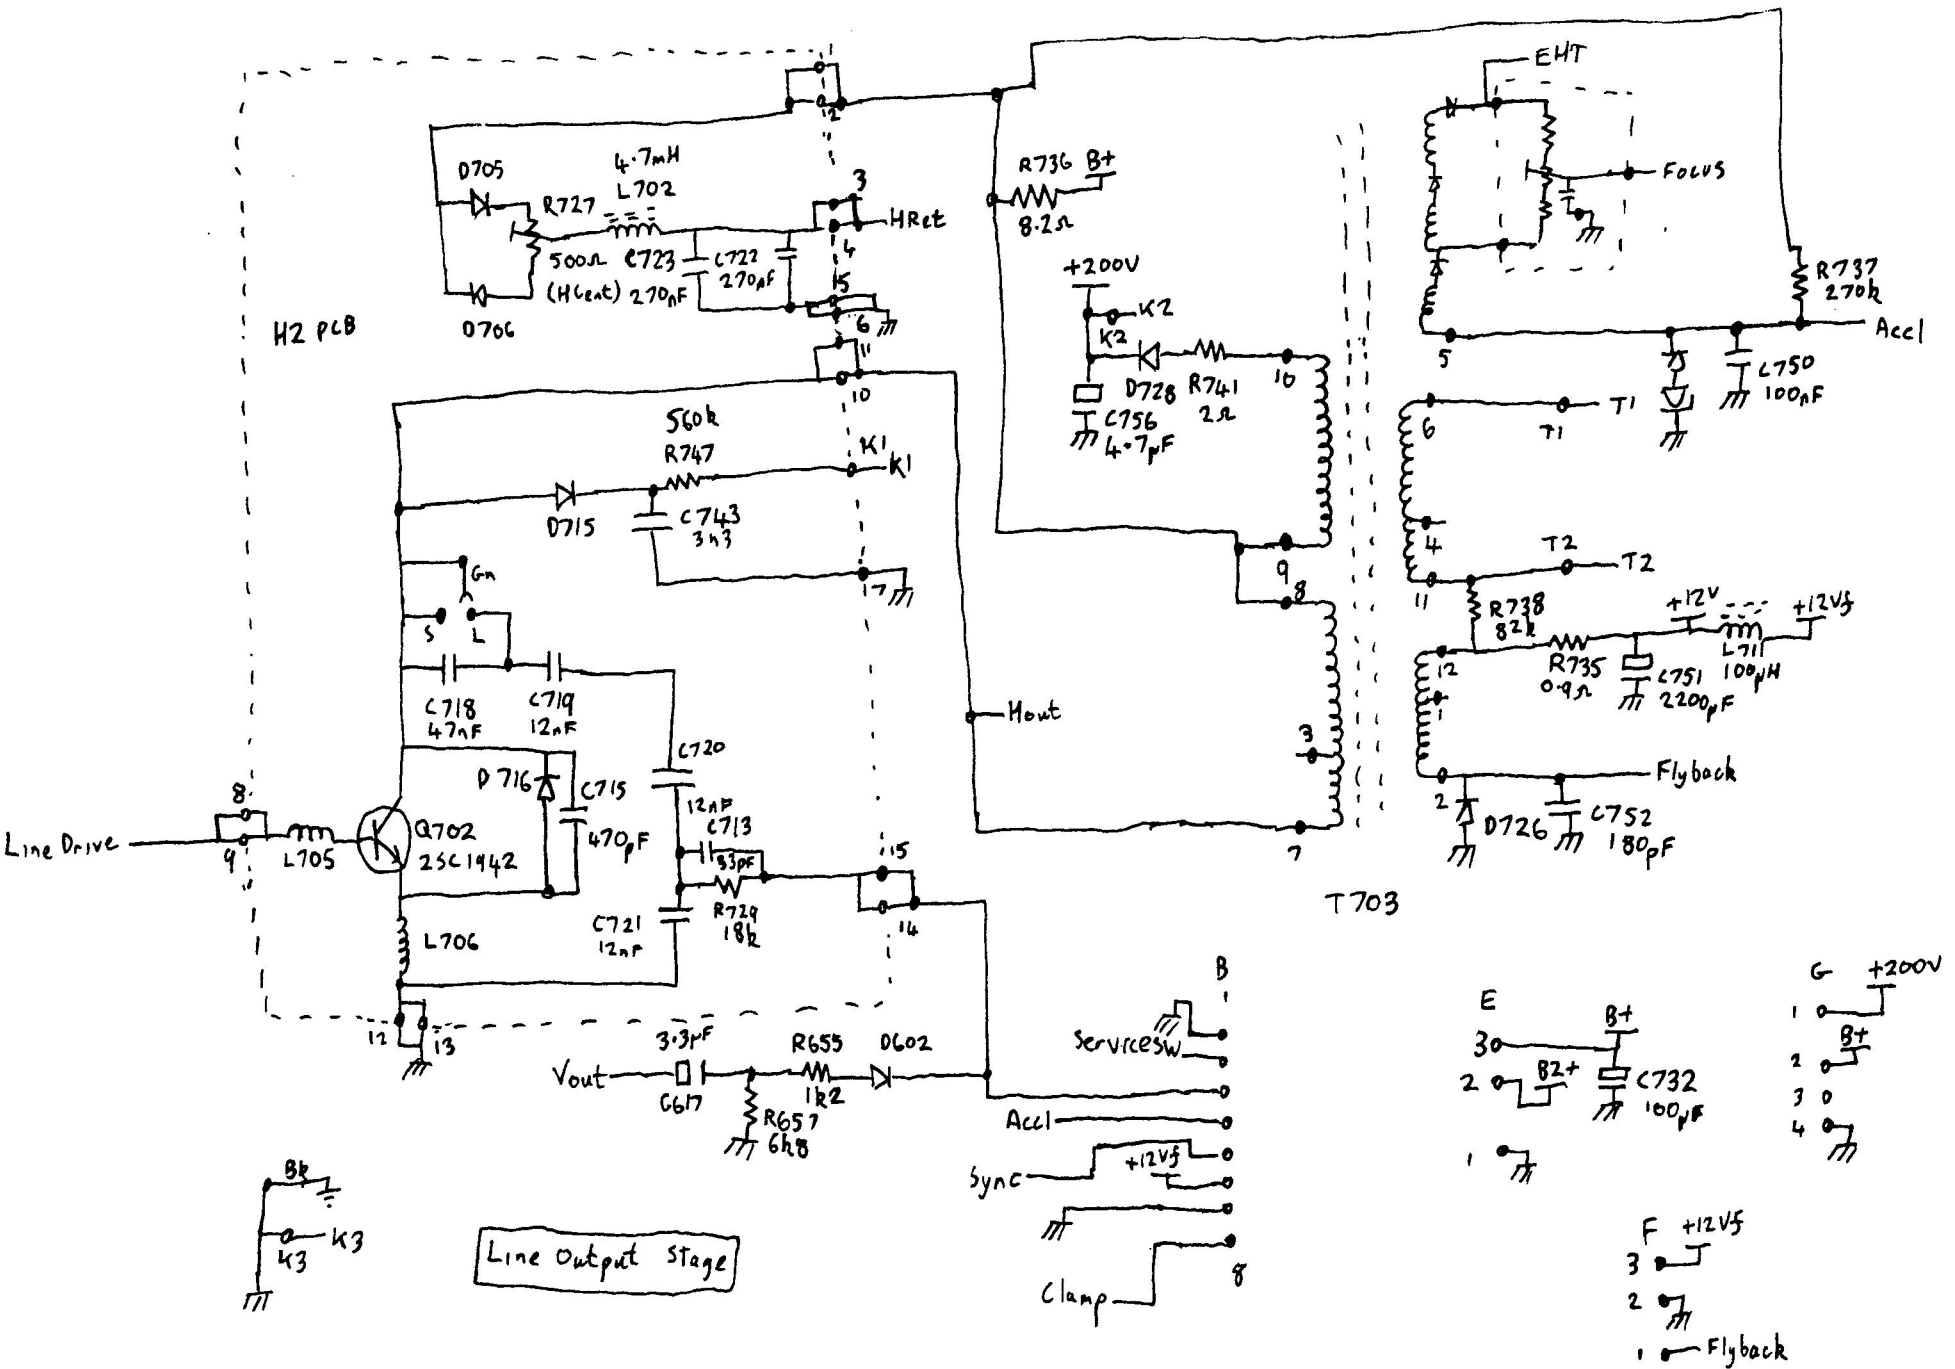 EHT
2
D705
4.7mH
L702
R727
500Ω
(HCent)
C723
270nF
C722
270nF
3
4
HRet
5
6
D706
H2 PCB
R736
B+
8.2Ω
Focus
+200V
K2
K2
D728
R741
2Ω
10
C756
4.7µF
R737
270k
Accl
5
C750
100nF
6
T1
T1
11
10
560k
R747
K1
K1
D715
C743
3n3
7
9
8
4
11
T2
T2
Gn
S
L
C718
47nF
C719
12nF
R738
82k
+12V
+12Vf
L711
100µH
12
R735
0.9Ω
C751
2200µF
1
Hout
3
C720
12nF
D716
C715
470pF
2
Flyback
D726
C752
180pF
8
9
Line Drive
L705
Q702
2SC1942
C713
33pF
15
7
R729
18k
14
C721
12nF
T703
L706
12
13
3.3µF
Vout
C617
R655
1k2
D602
R657
6k8
B
1
ServiceSW
Accl
Sync
+12Vf
Clamp
8
E
3
B+
2
B2+
C732
100µF
1
G
+200V
1
B+
2
3
4
Bk
K3
K3
Line Output Stage
F
+12Vf
3
2
1
Flyback